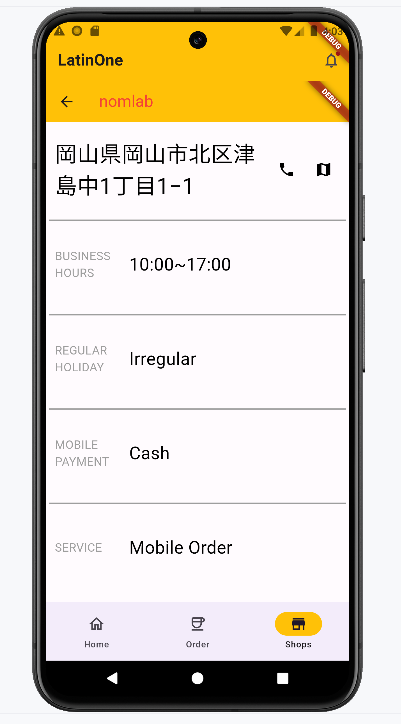 LatinOne
DEBUG
nomlab
DEBUG
岡山県岡山市北区津
島中1丁目1−1
BUSINESS
HOURS
10:00~17:00
REGULAR
HOLIDAY
Irregular
MOBILE
PAYMENT
Cash
SERVICE
Mobile Order
Home
Order
Shops